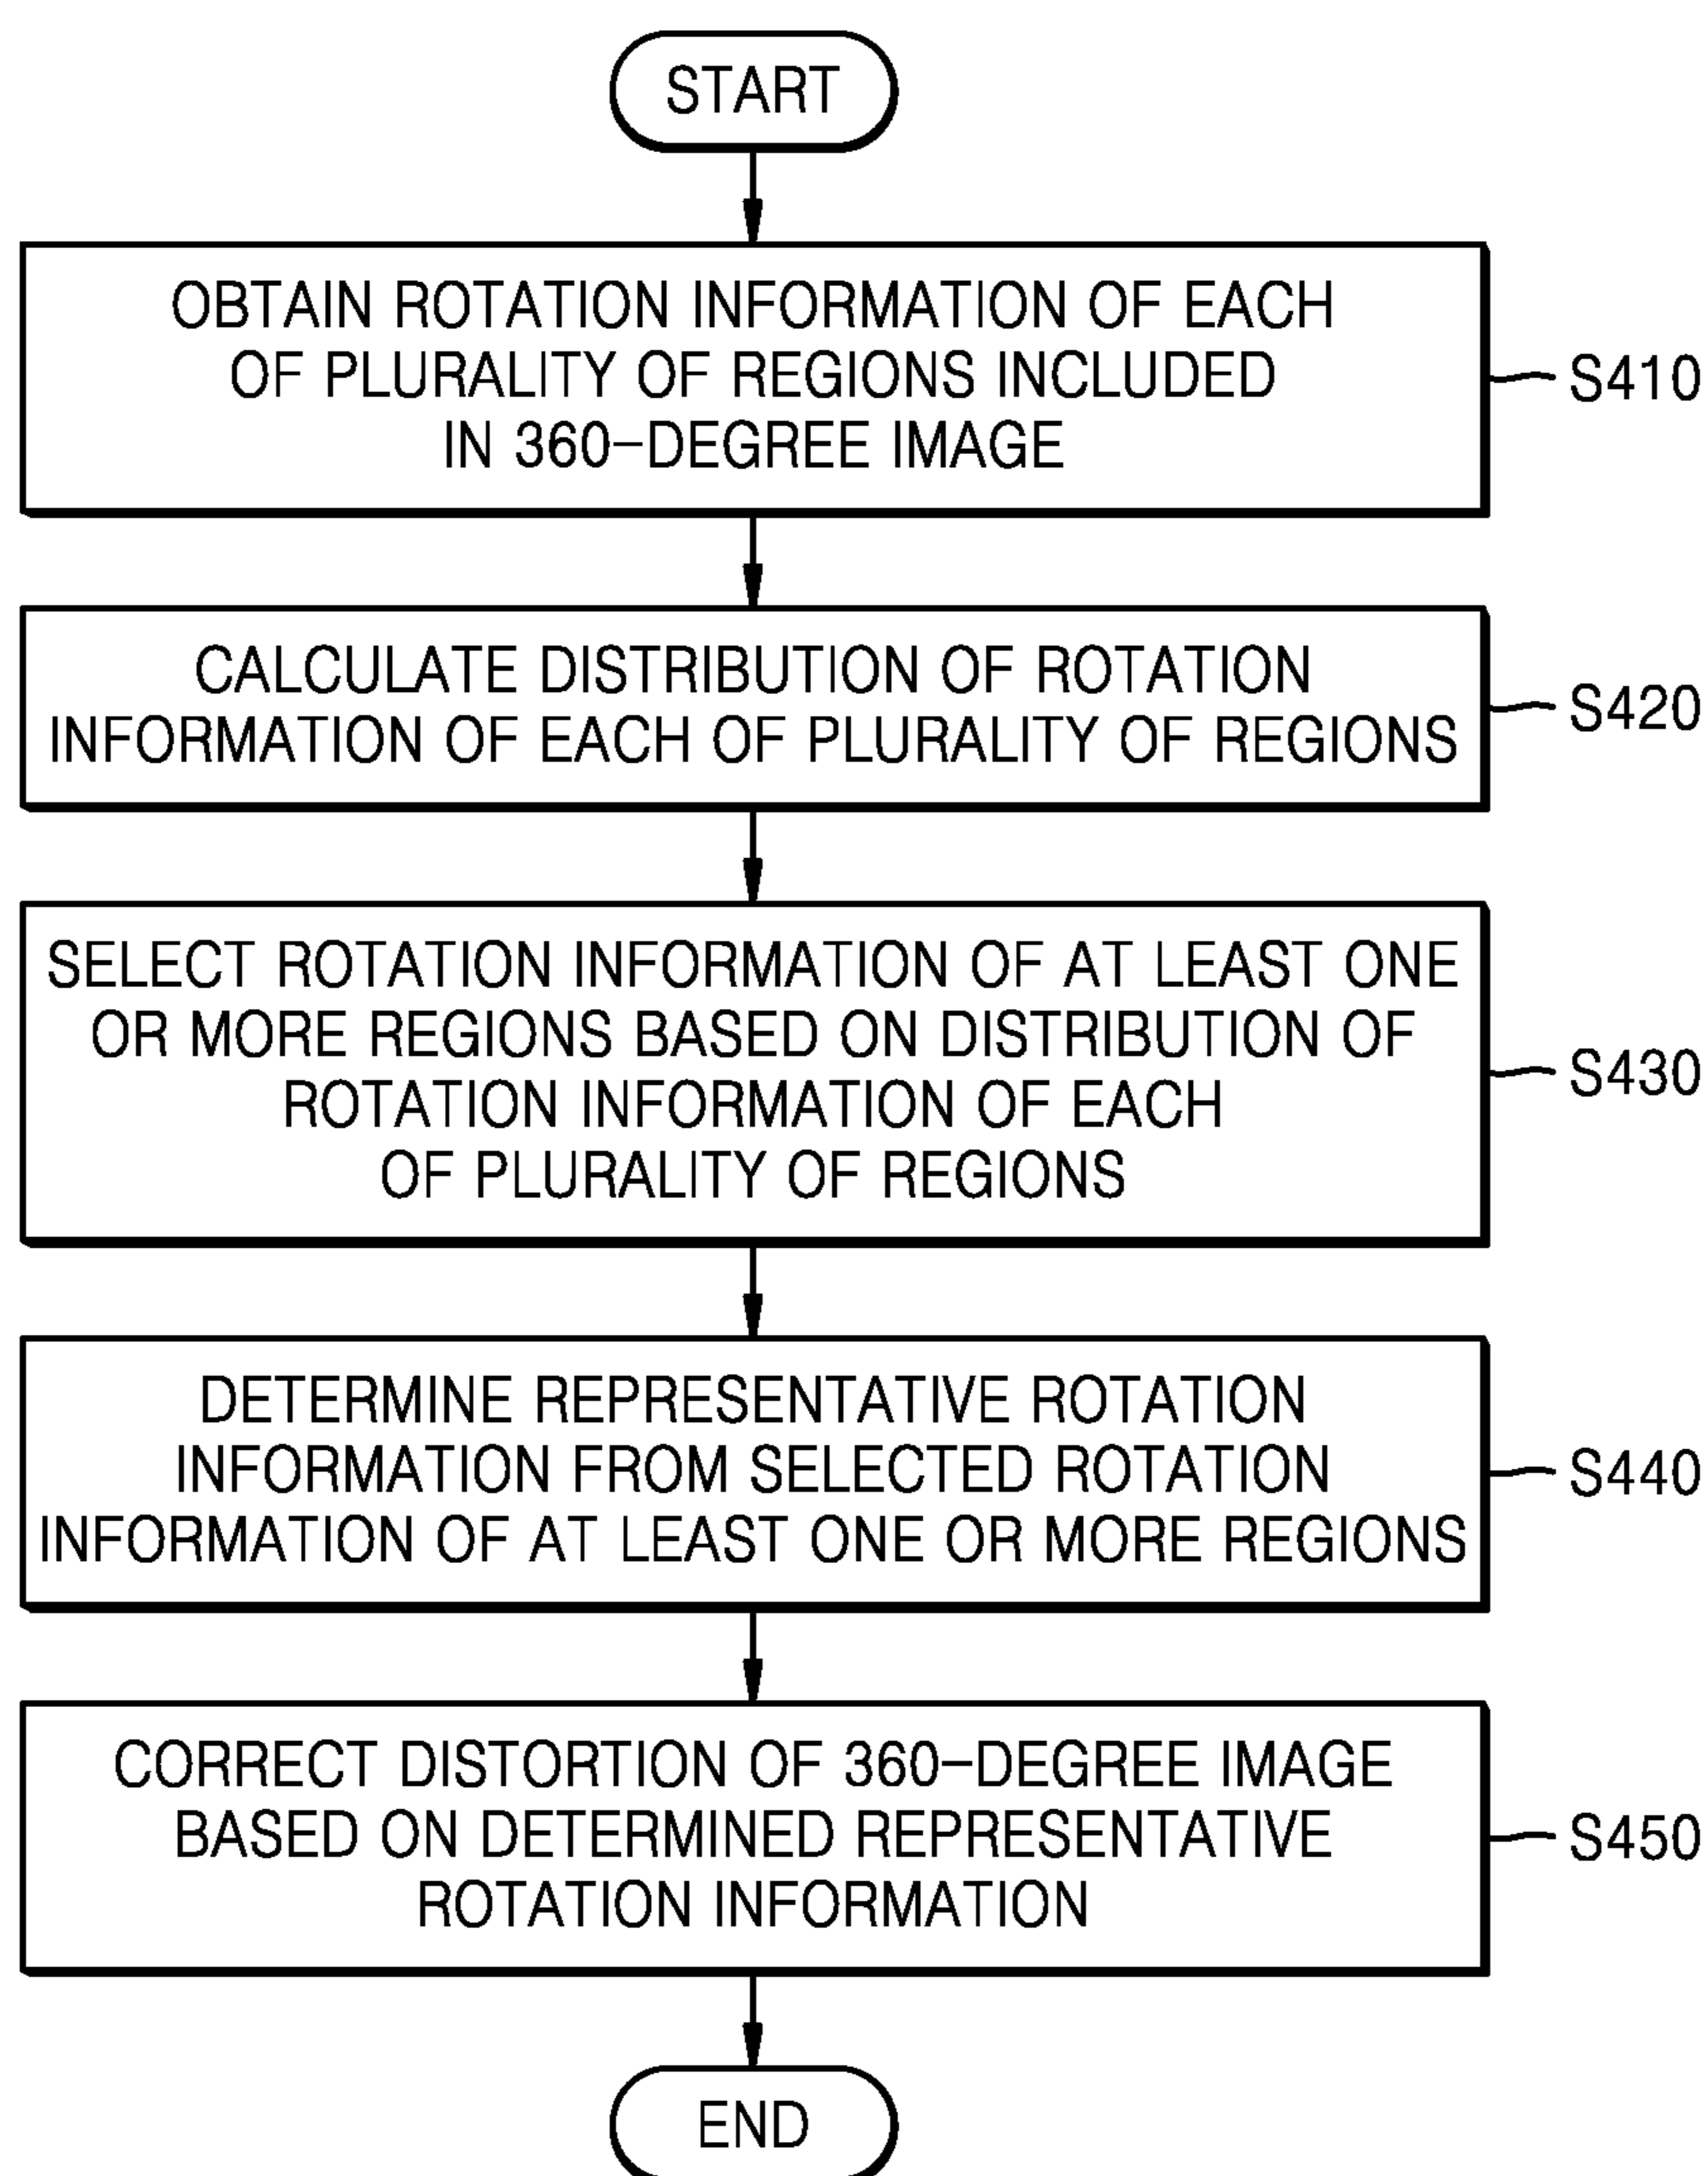 START
OBTAIN ROTATION INFORMATION OF EACH
OF PLURALITY OF REGIONS INCLUDED
IN 360-DEGREE IMAGE
S410
CALCULATE DISTRIBUTION OF ROTATION
INFORMATION OF EACH OF PLURALITY OF REGIONS
S420
SELECT ROTATION INFORMATION OF AT LEAST ONE
OR MORE REGIONS BASED ON DISTRIBUTION OF
ROTATION INFORMATION OF EACH
OF PLURALITY OF REGIONS
S430
DETERMINE REPRESENTATIVE ROTATION
INFORMATION FROM SELECTED ROTATION
INFORMATION OF AT LEAST ONE OR MORE REGIONS
S440
CORRECT DISTORTION OF 360-DEGREE IMAGE
BASED ON DETERMINED REPRESENTATIVE
ROTATION INFORMATION
S450
END